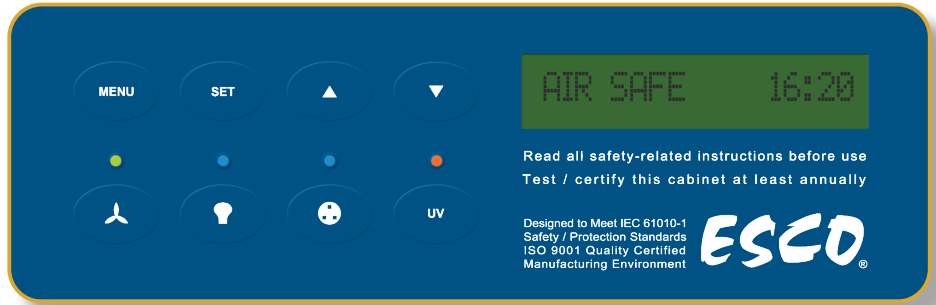 MENU
SET
AIR SAFE 16:20
Read all safety-related instructions before use
Test / certify this cabinet at least annually
UV
Designed to Meet IEC 61010-1
Safety / Protection Standards
ISO 9001 Quality Certified
Manufacturing Environment
ESCO®